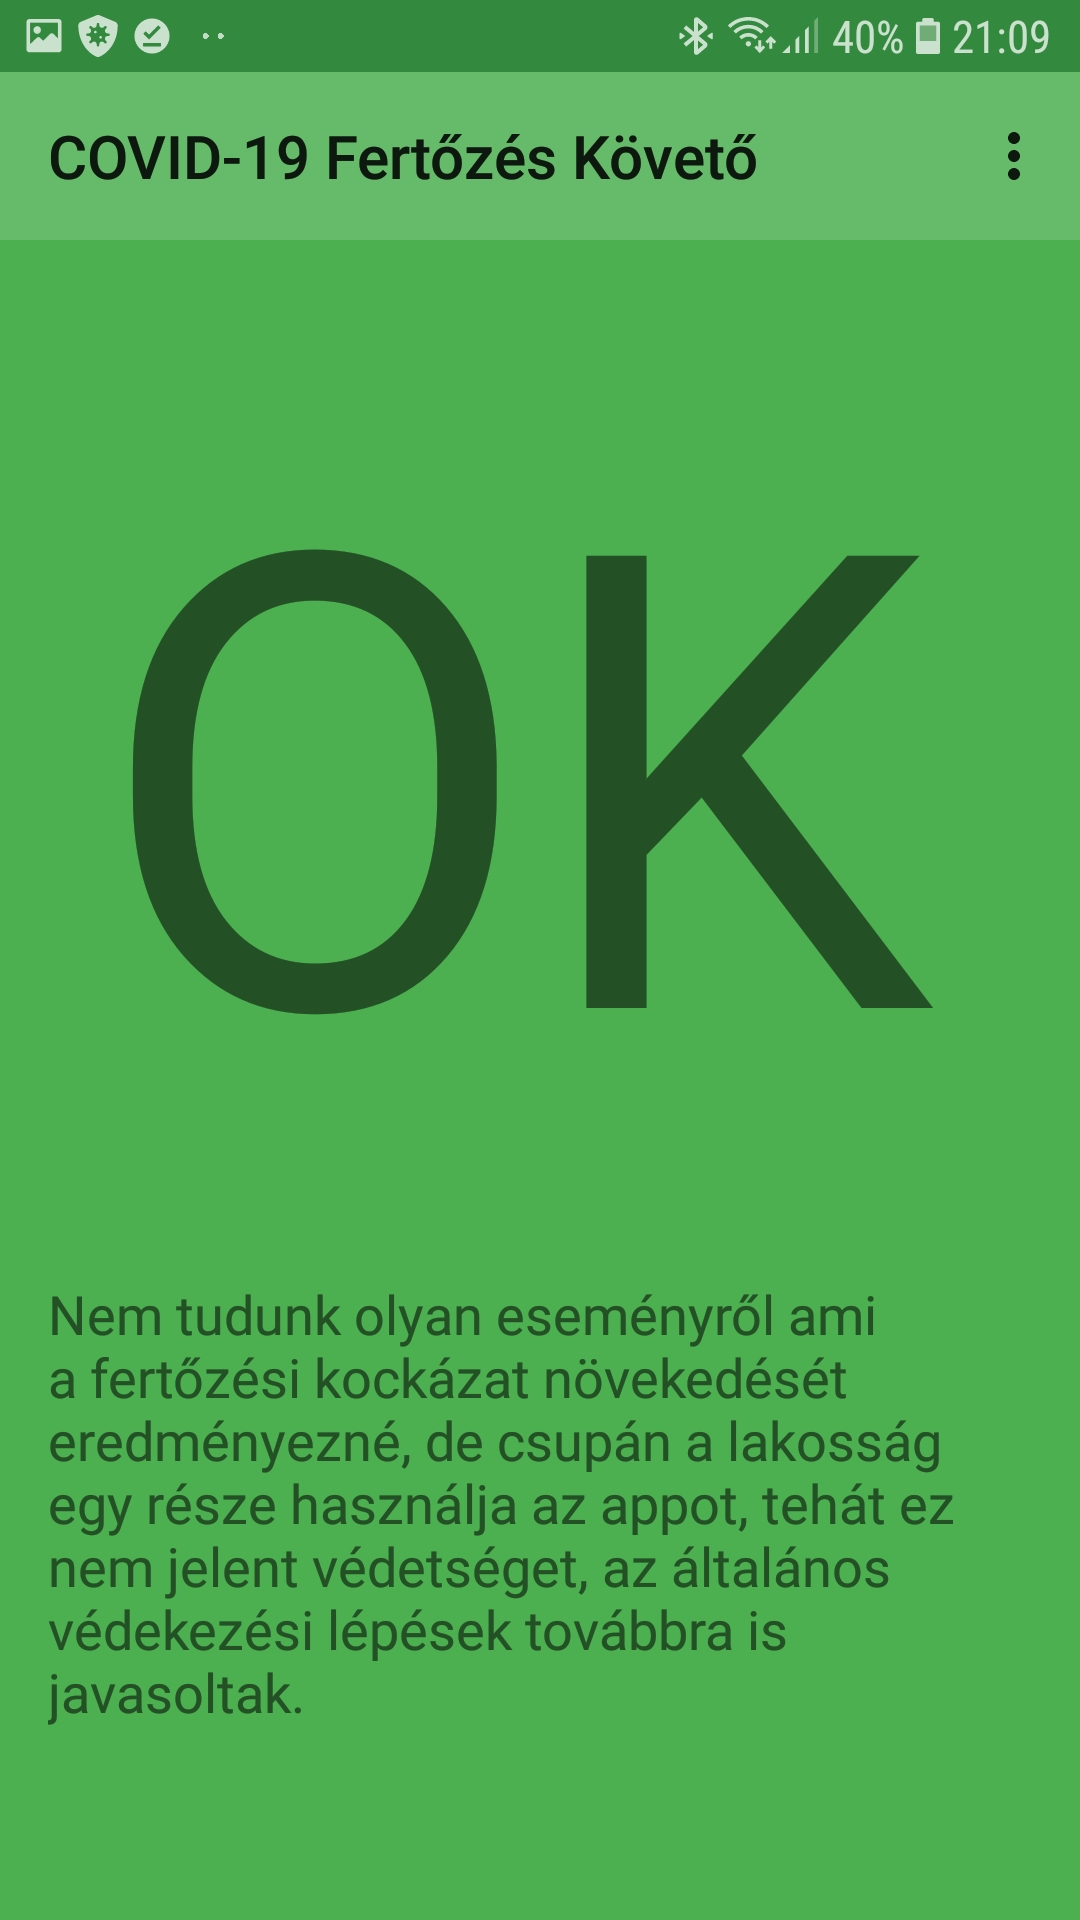 40% 21:09
COVID-19 Fertőzés Követő
OK
Nem tudunk olyan eseményről ami
a fertőzési kockázat növekedését
eredményezné, de csupán a lakosság
egy része használja az appot, tehát ez
nem jelent védetséget, az általános
védekezési lépések továbbra is
javasoltak.